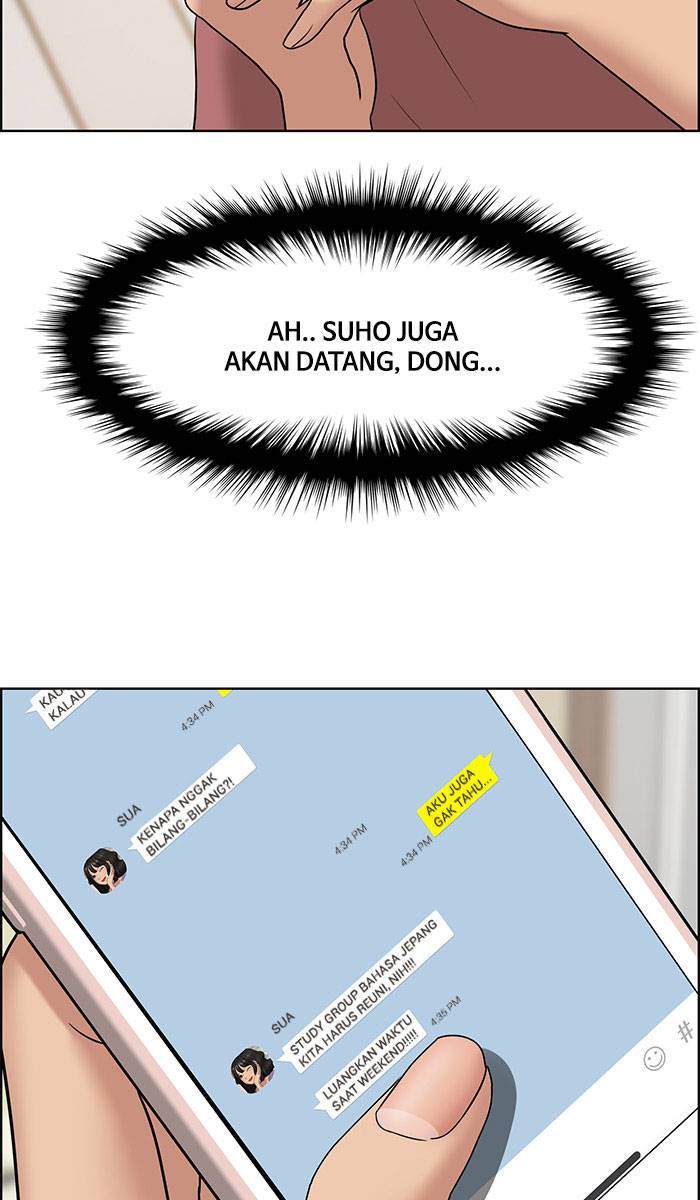 AH.. SUHO JUGA
AKAN DATANG, DONG...
KALAU
4:34 PM
SUA
KENAPA NGGAK
BILANG-BILANG?!
4:34 PM
AKU JUGA
GAK TAHU...
4:34 PM
SUA
STUDY GROUP BAHASA JEPANG
KITA HARUS REUNI, NIH!!!
LUANGKAN WAKTU
SAAT WEEKEND!!!!!
4:35 PM
#